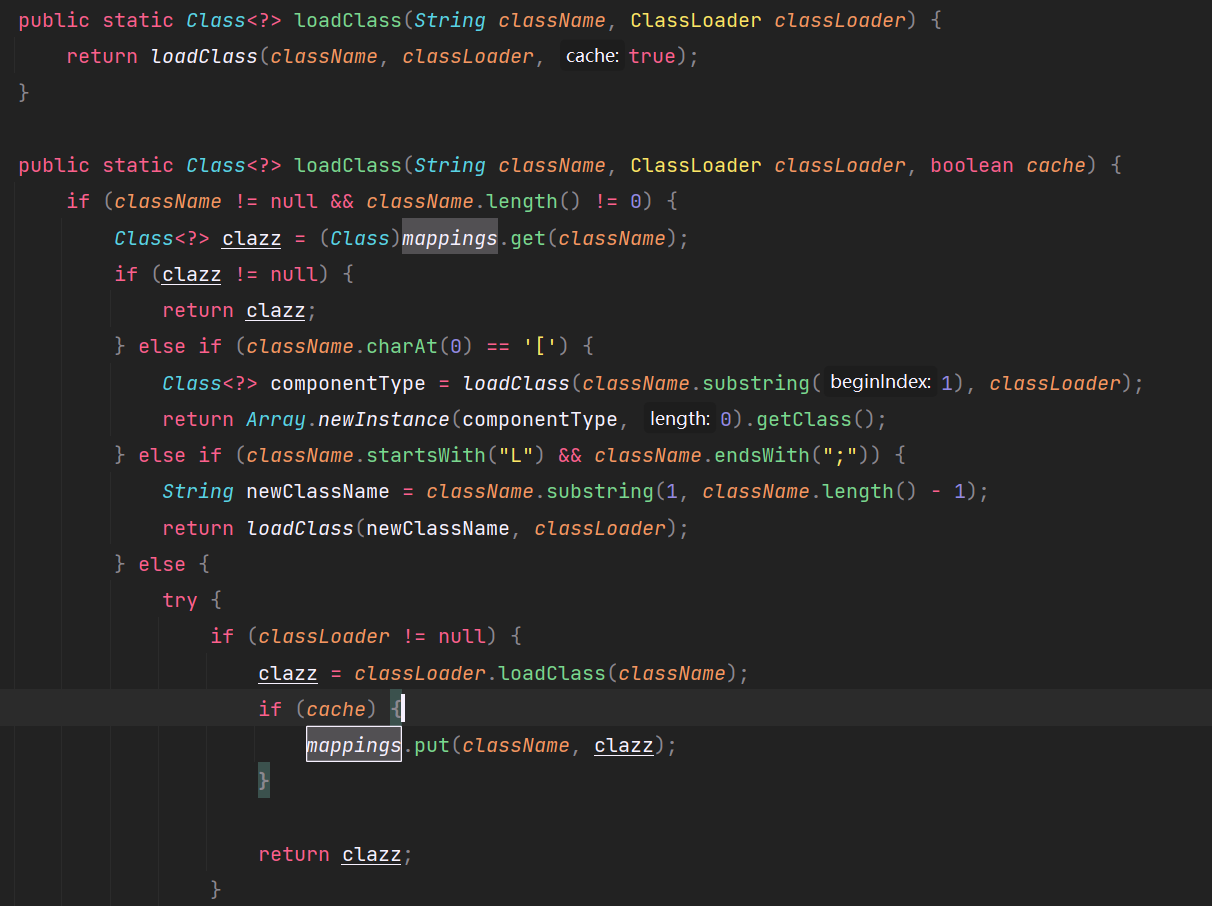 public static Class<?> loadClass(String className, ClassLoader classLoader) {
    return loadClass(className, classLoader, cache: true);
}

public static Class<?> loadClass(String className, ClassLoader classLoader, boolean cache) {
    if (className != null && className.length() != 0) {
        Class<?> clazz = (Class)mappings.get(className);
        if (clazz != null) {
            return clazz;
        } else if (className.charAt(0) == '[') {
            Class<?> componentType = loadClass(className.substring( beginIndex: 1), classLoader);
            return Array.newInstance(componentType, length: 0).getClass();
        } else if (className.startsWith("L") && className.endsWith(";")) {
            String newClassName = className.substring(1, className.length() - 1);
            return loadClass(newClassName, classLoader);
        } else {
            try {
                if (classLoader != null) {
                    clazz = classLoader.loadClass(className);
                    if (cache) {
                        mappings.put(className, clazz);
                    }

                    return clazz;
                }